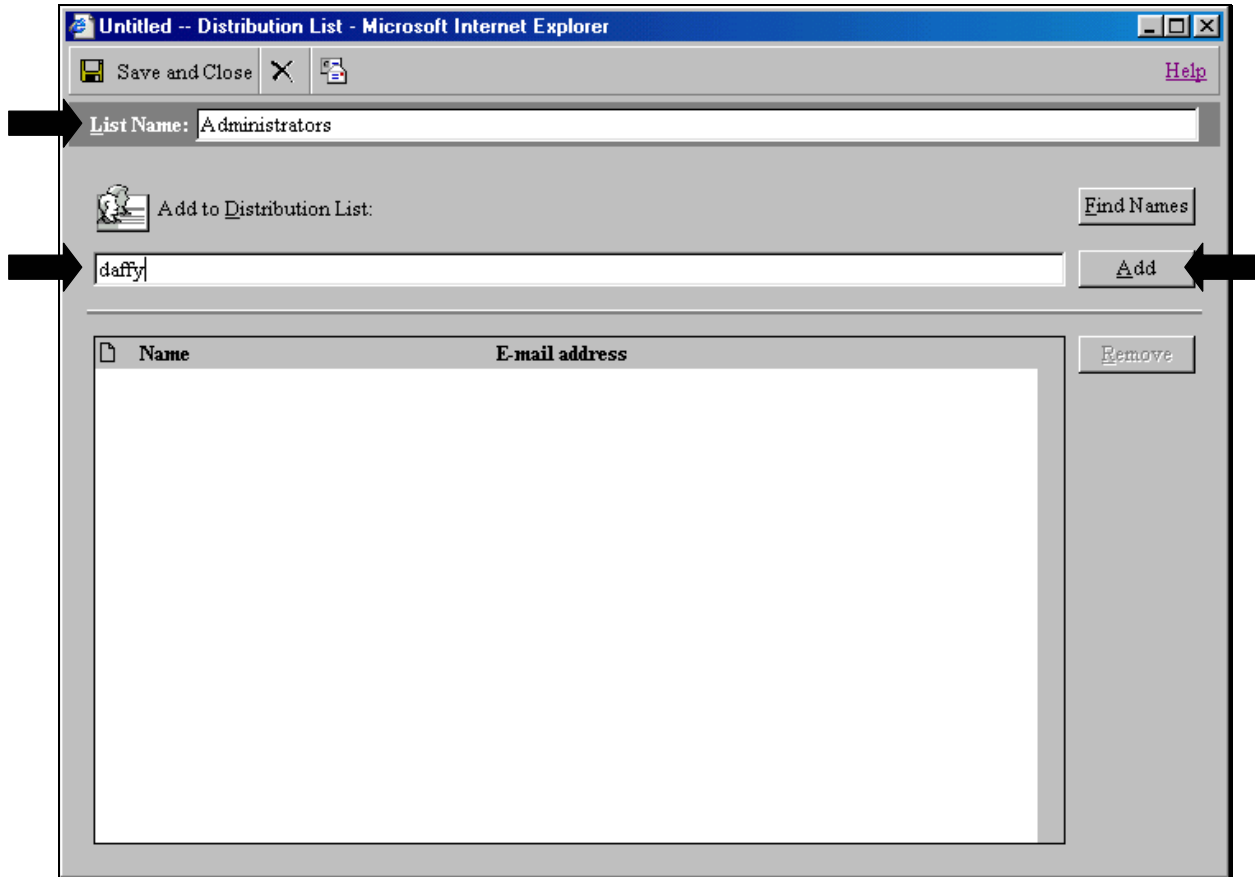 Untitled -- Distribution List - Microsoft Internet Explorer
Save and Close Help
List Name: Administrators
Add to Distribution List: Find Names
daffy Add
Name E-mail address Remove